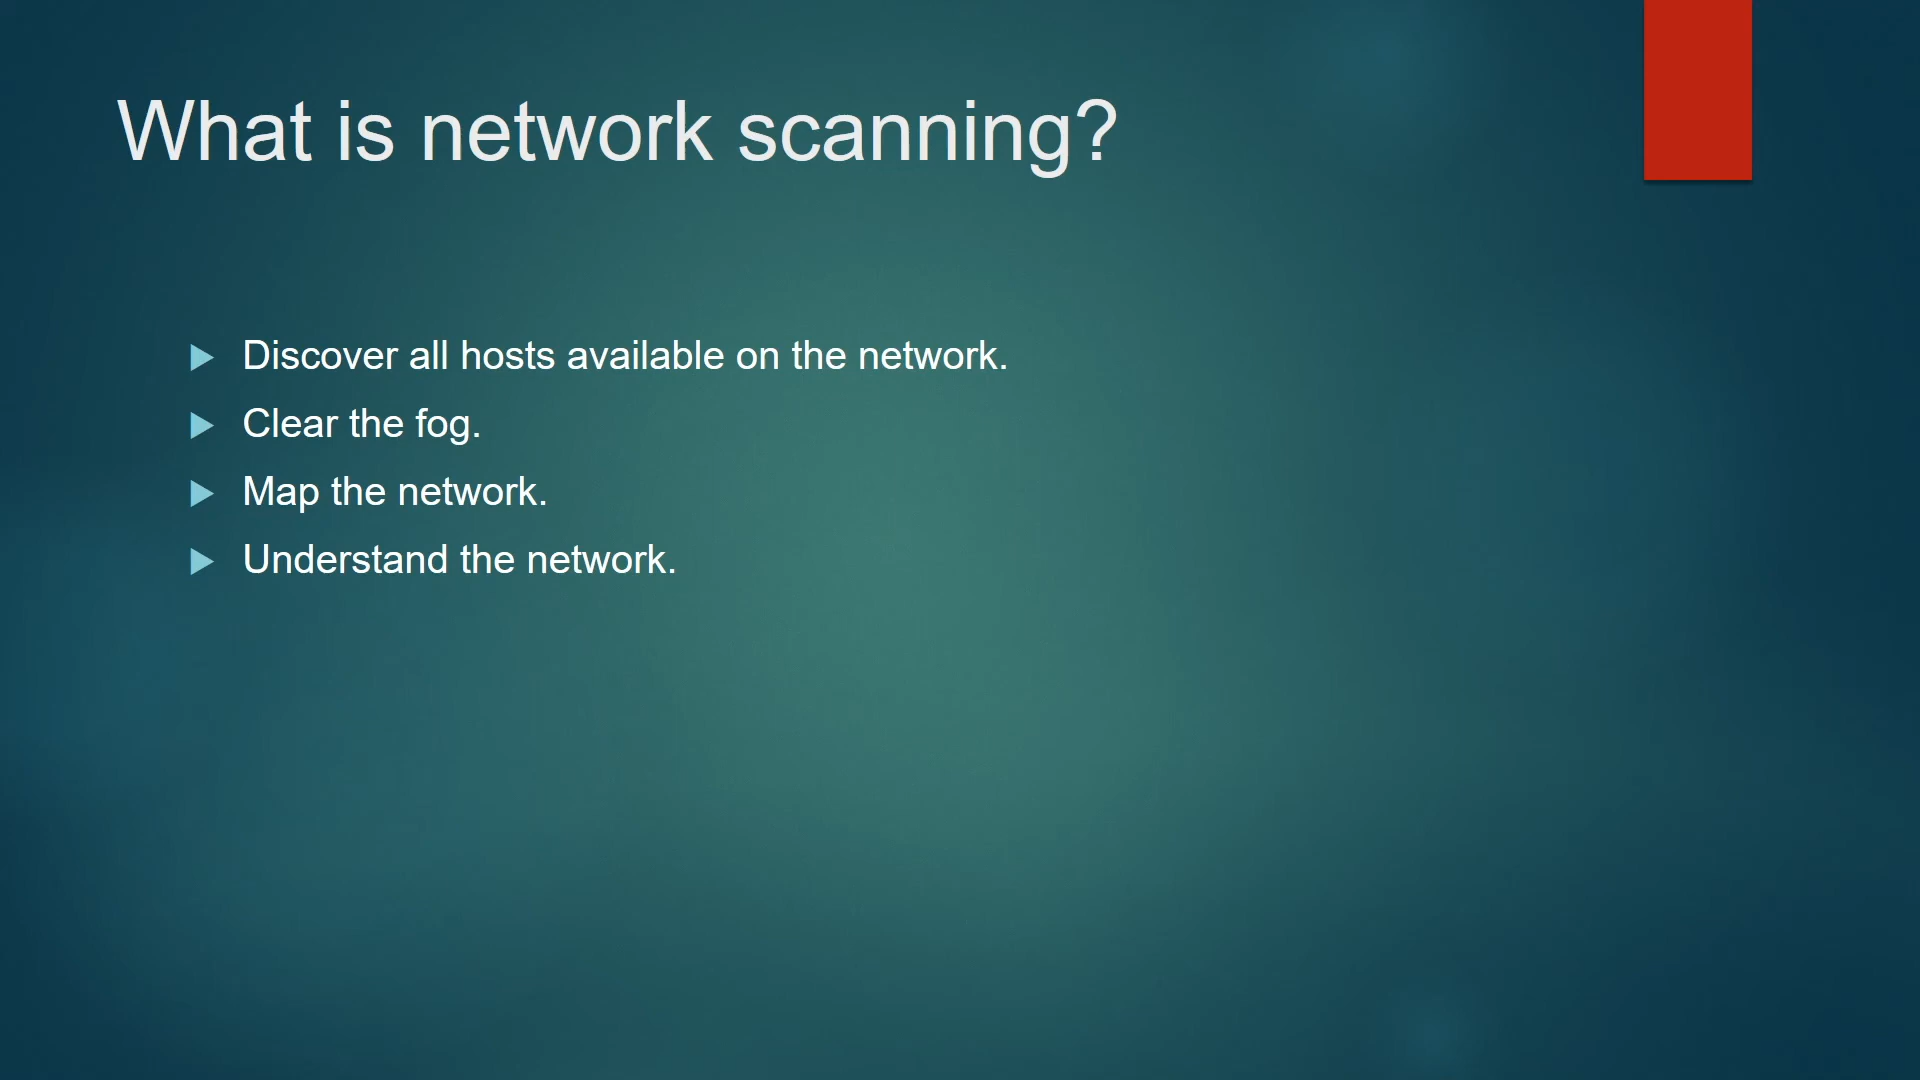 What is network scanning?
Discover all hosts available on the network.
Clear the fog.
Map the network.
Understand the network.